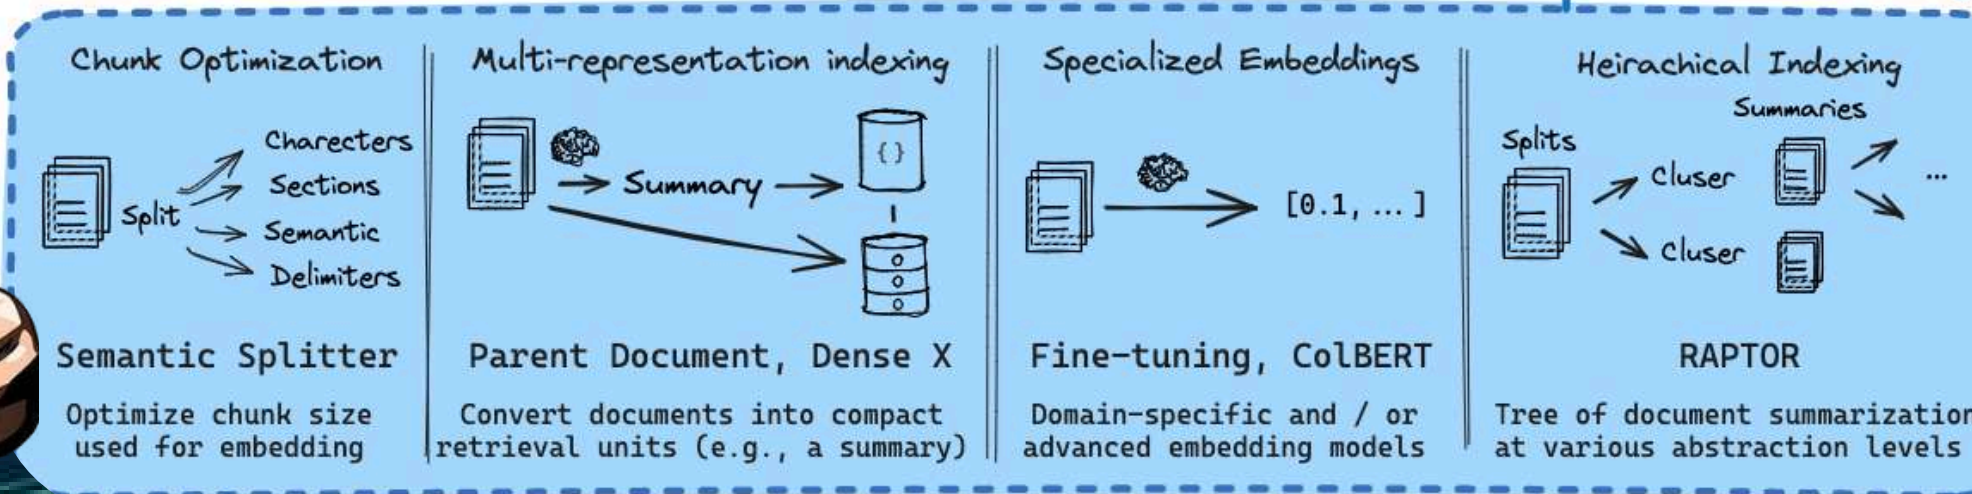 Chunk Optimization
Split
Charecters
Sections
Semantic
Delimiters
Semantic Splitter
Optimize chunk size
used for embedding
Multi-representation indexing
Summary
{}
Parent Document, Dense X
Convert documents into compact
retrieval units (e.g., a summary)
Specialized Embeddings
[0.1, ... ]
Fine-tuning, ColBERT
Domain-specific and / or
advanced embedding models
Heirachical Indexing
Summaries
Splits
Cluser
Cluser
...
RAPTOR
Tree of document summarization
at various abstraction levels